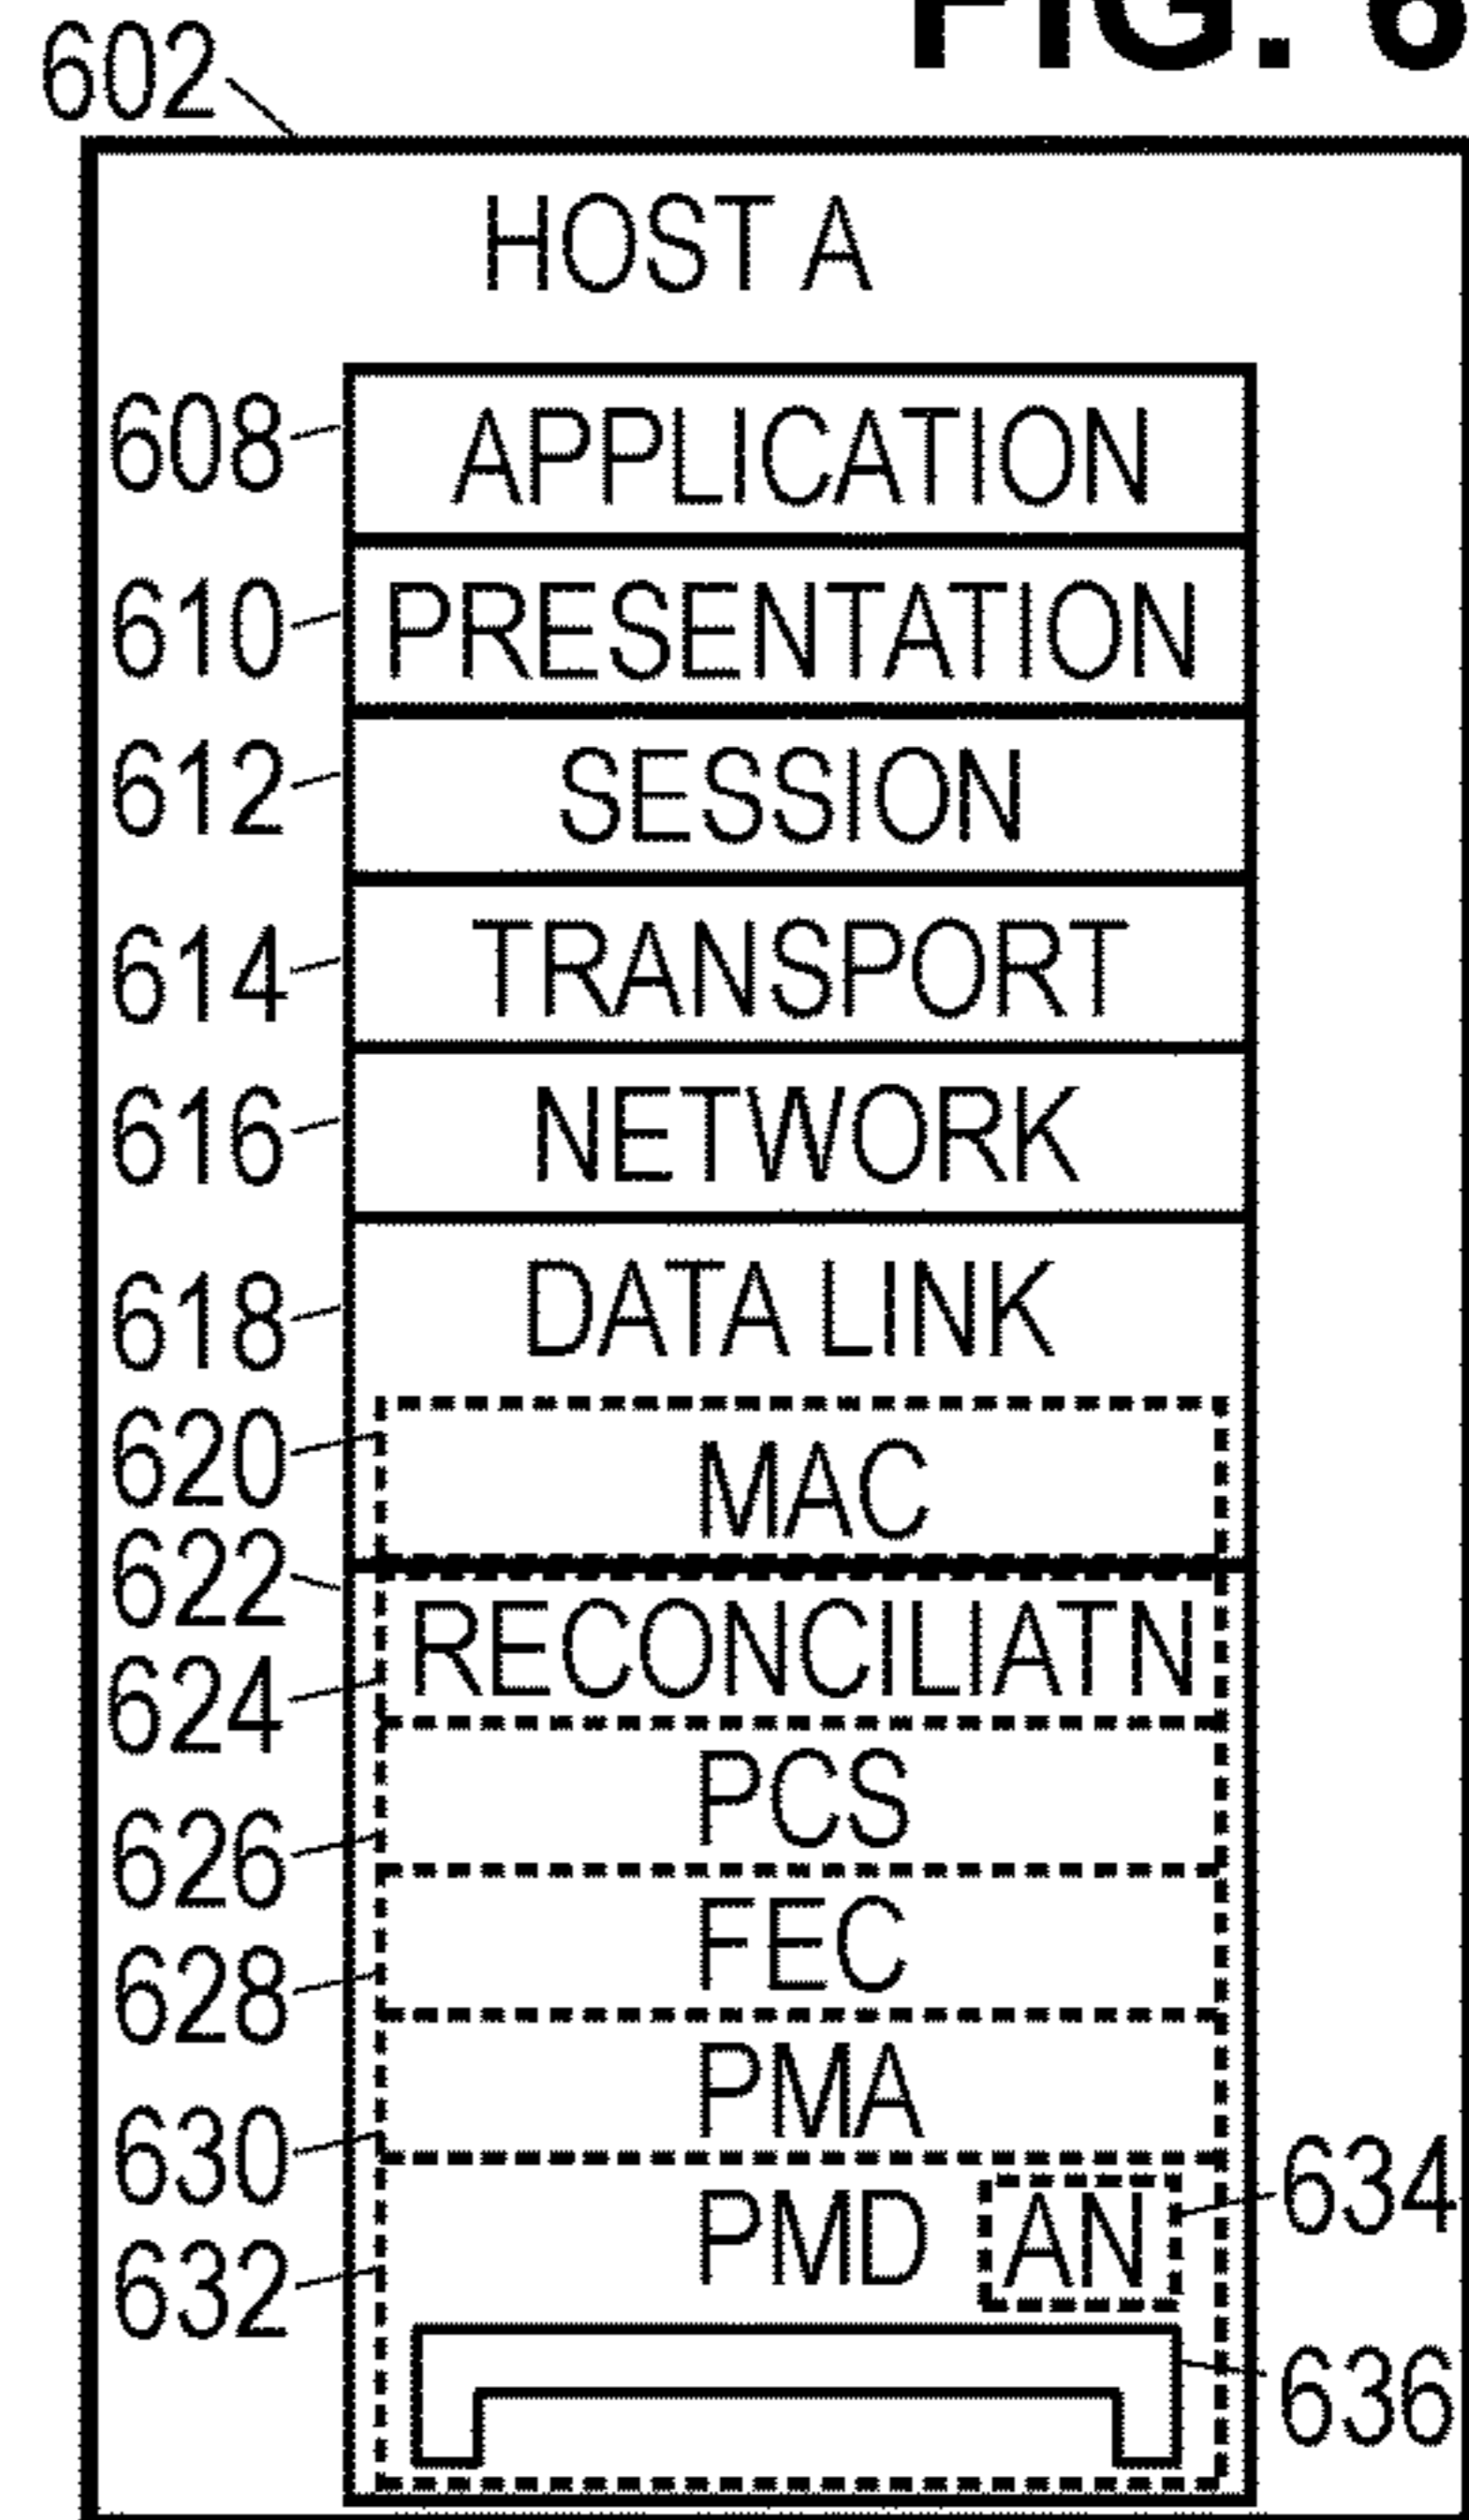 FIG. 6
602
HOST A
608 APPLICATION
610 PRESENTATION
612 SESSION
614 TRANSPORT
616 NETWORK
618 DATA LINK
620 MAC
622
624 RECONCILIATN
626 PCS
628 FEC
630 PMA
632 PMD AN 634
636